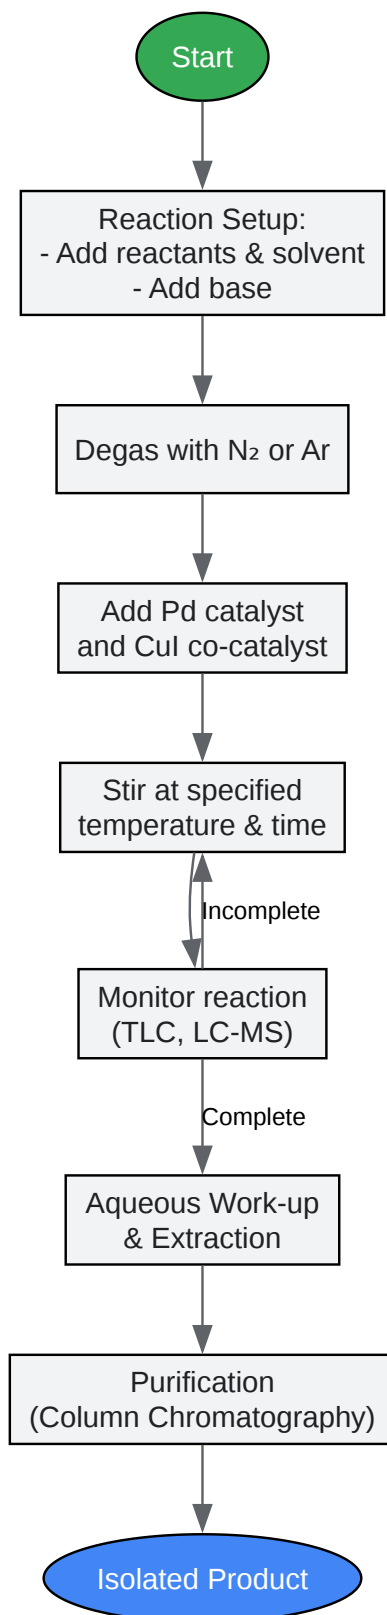 Start
Reaction Setup:
- Add reactants & solvent
- Add base
Degas with N₂ or Ar
Add Pd catalyst
and CuI co-catalyst
Stir at specified
temperature & time
Incomplete
Monitor reaction
(TLC, LC-MS)
Complete
Aqueous Work-up
& Extraction
Purification
(Column Chromatography)
Isolated Product